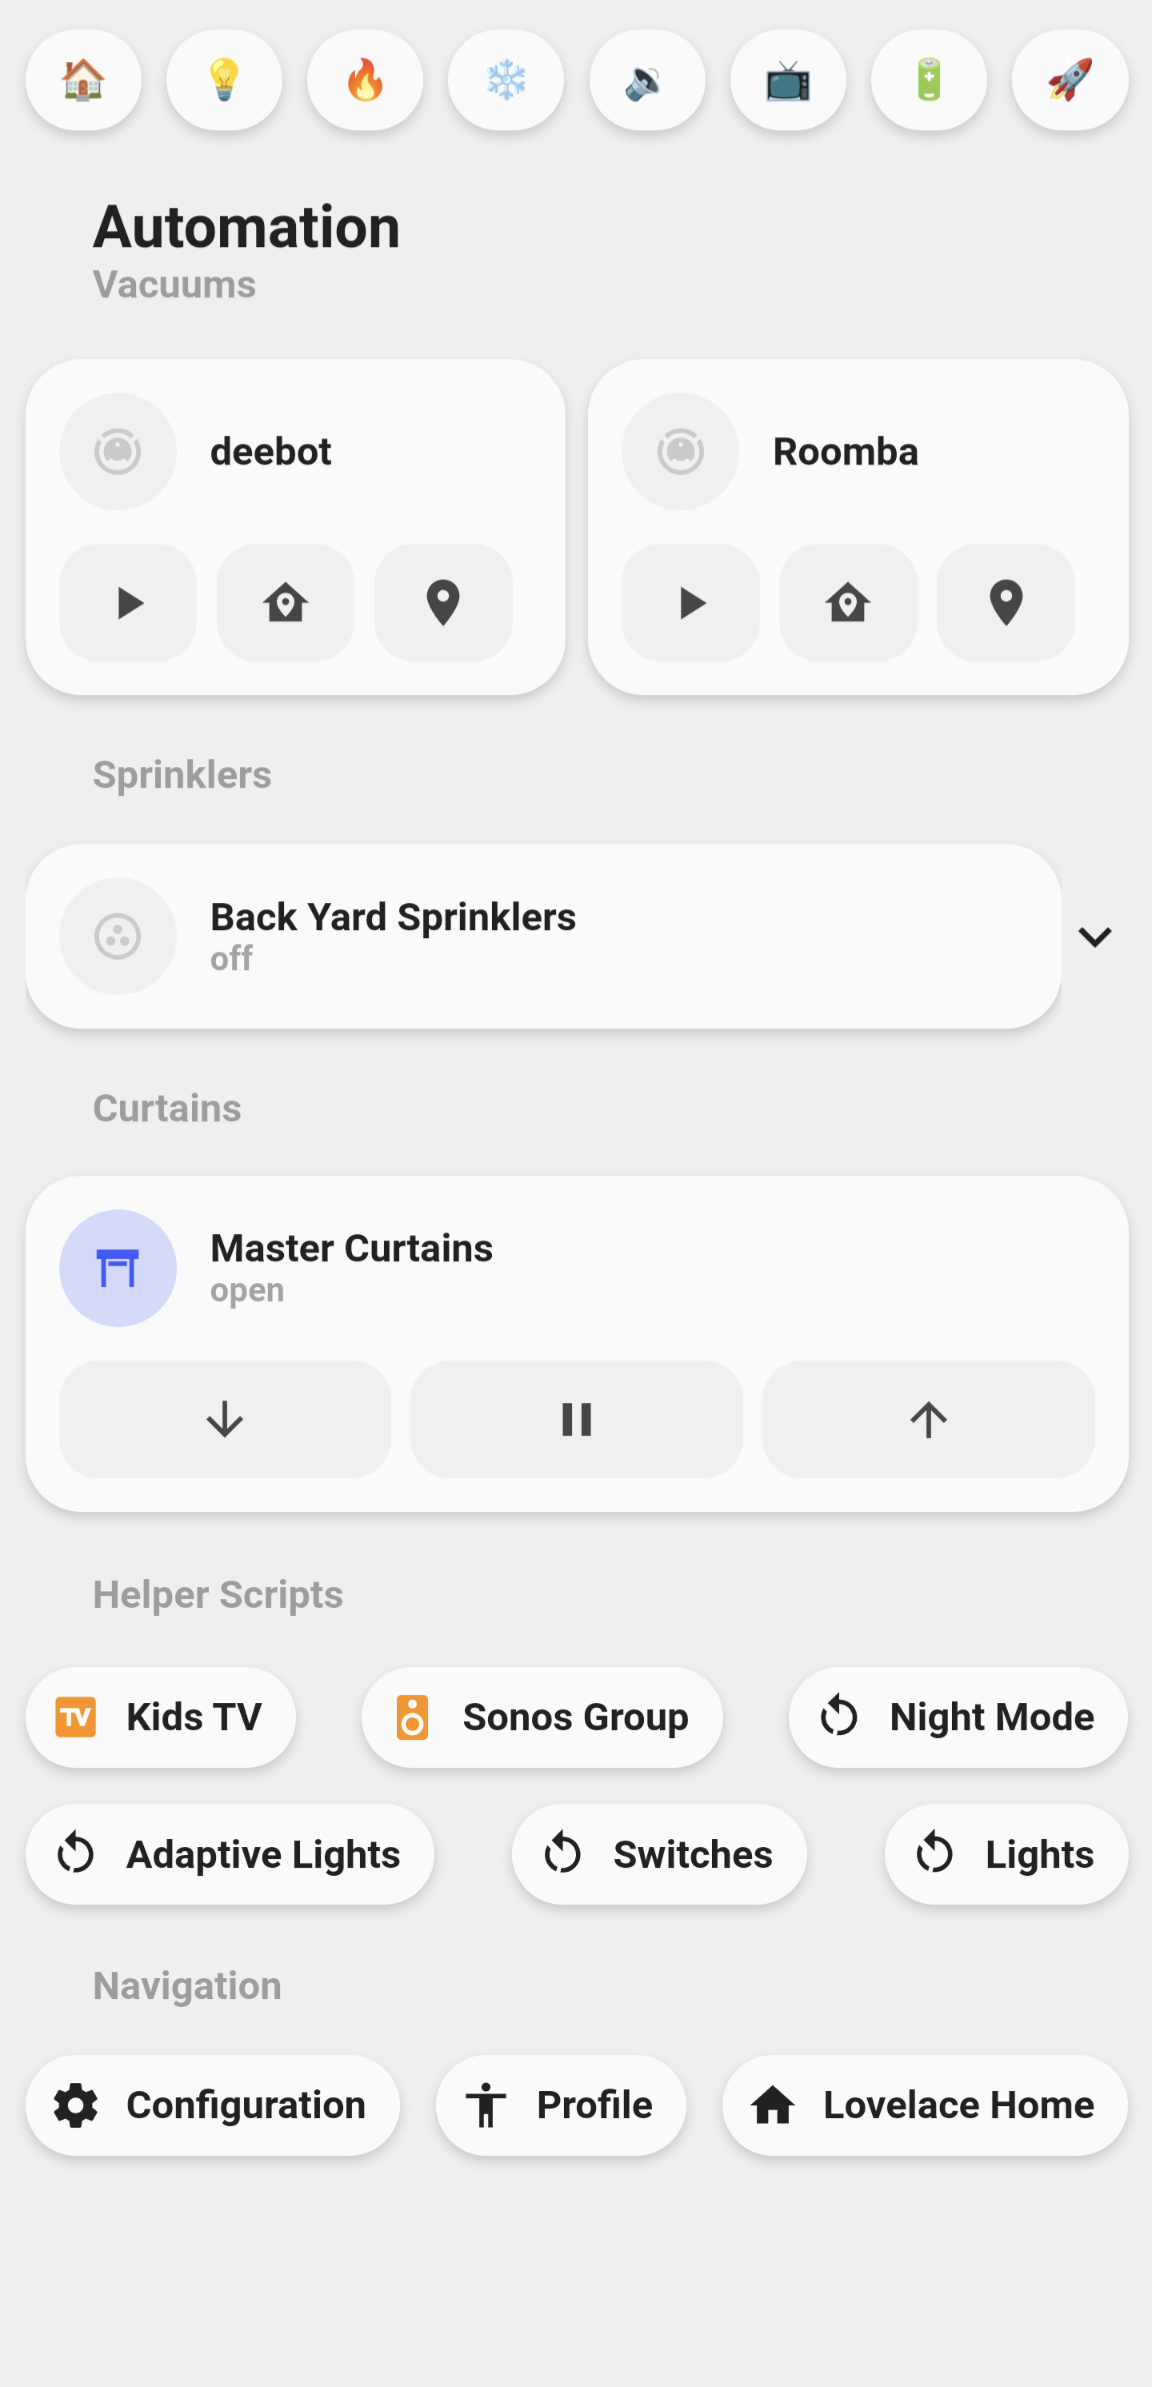 Automation
Vacuums
deebot
Roomba
Sprinklers
Back Yard Sprinklers
off
Curtains
Master Curtains
open
Helper Scripts
TV Kids TV
Sonos Group
Night Mode
Adaptive Lights
Switches
Lights
Navigation
Configuration
Profile
Lovelace Home